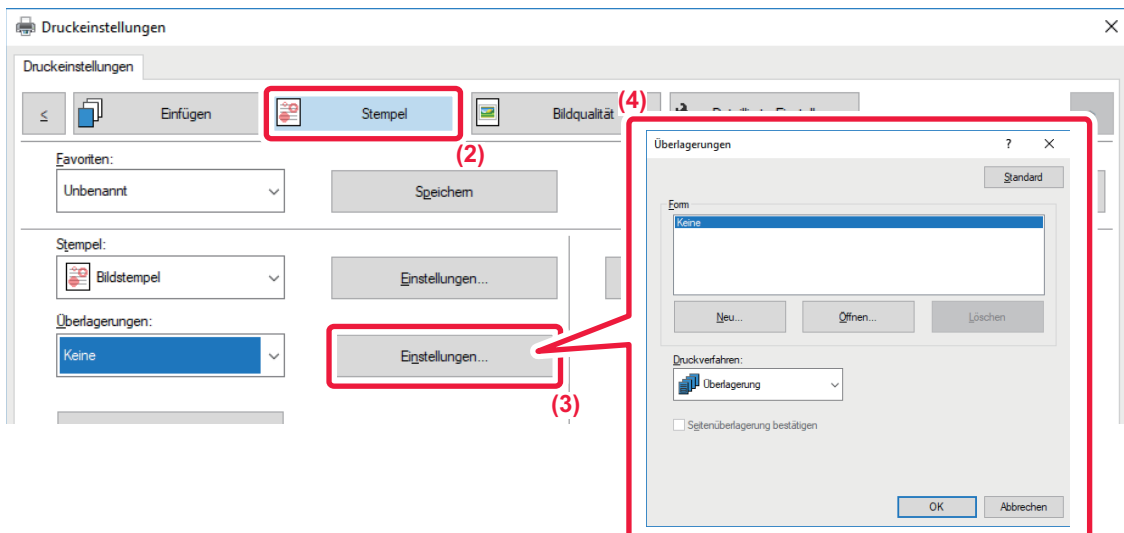 Druckeinstellungen
Druckeinstellungen
≤ Einfügen Stempel Bildqualität
(4)
(2)
Favoriten:
Unbenannt Speichern
Stempel:
Bildstempel Einstellungen...
Überlagerungen:
Keine Einstellungen...
(3)
Überlagerungen ?
Standard
Form
Keine
Neu... Öffnen... Löschen
Druckverfahren:
Überlagerung
Seitenüberlagerung bestätigen
OK Abbrechen